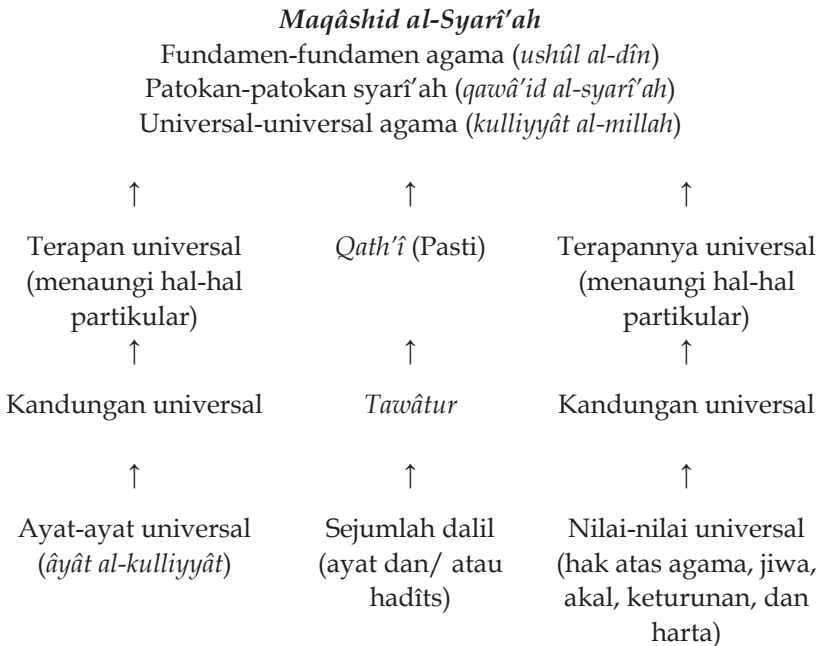 Maqâshid al-Syarî'ah
Fundamen-fundamen agama (ushûl al-dîn)
Patokan-patokan syarî'ah (qawâ'id al-syarî'ah)
Universal-universal agama (kulliyyât al-millah)
↑ ↑ ↑
Terapan universal Qath'î (Pasti) Terapannya universal
(menaungi hal-hal (menaungi hal-hal
partikular) partikular)
↑ ↑ ↑
Kandungan universal Tawâtur Kandungan universal
↑ ↑ ↑
Ayat-ayat universal Sejumlah dalil Nilai-nilai universal
(âyât al-kulliyyât) (ayat dan/ atau (hak atas agama, jiwa,
hadîts) akal, keturunan, dan
harta)